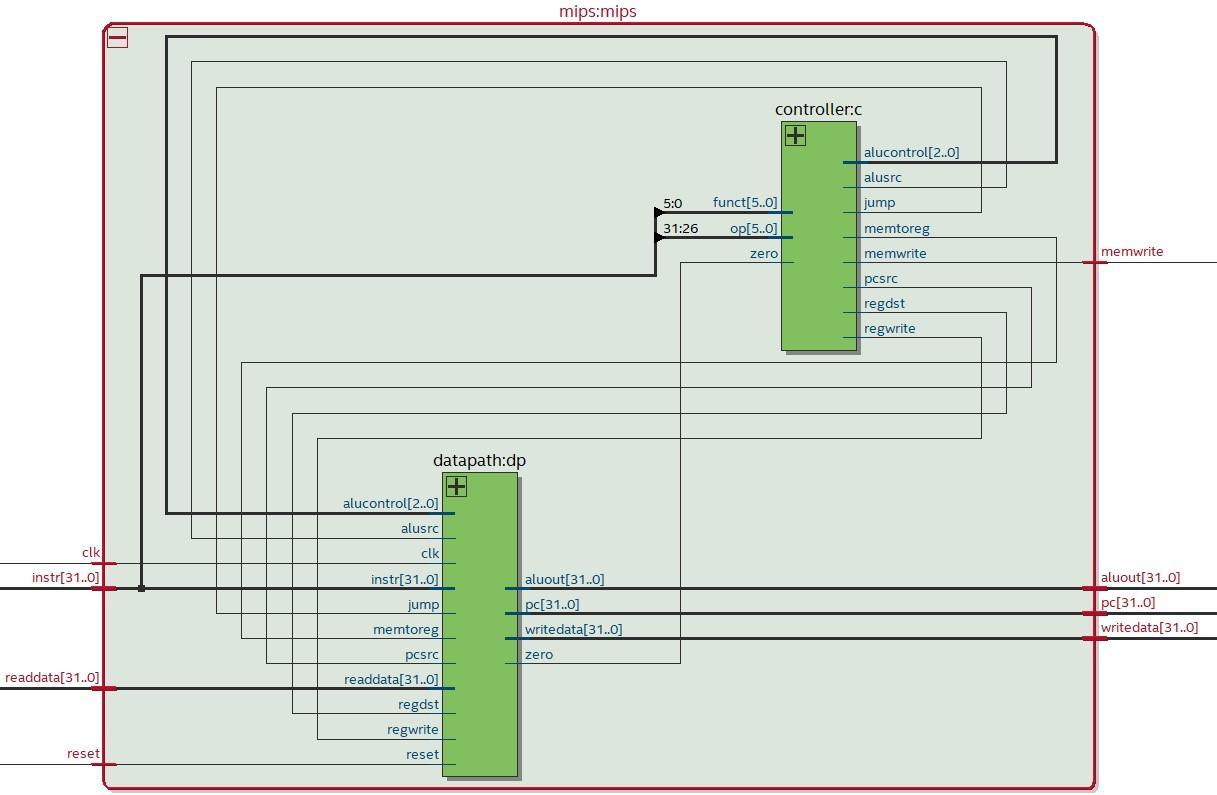 mips:mips
controller:c
alucontrol[2..0]
alusrc
5:0 funct[5..0] jump
31:26 op[5..0] memtoreg
zero memwrite memwrite
pcsrc
regdst
regwrite
datapath:dp
alucontrol[2..0]
alusrc
clk clk
instr[31..0] instr[31..0] aluout[31..0] aluout[31..0]
jump pc[31..0] pc[31..0]
memtoreg writedata[31..0] writedata[31..0]
pcsrc zero
readdata[31..0] readdata[31..0]
regdst
regwrite
reset reset